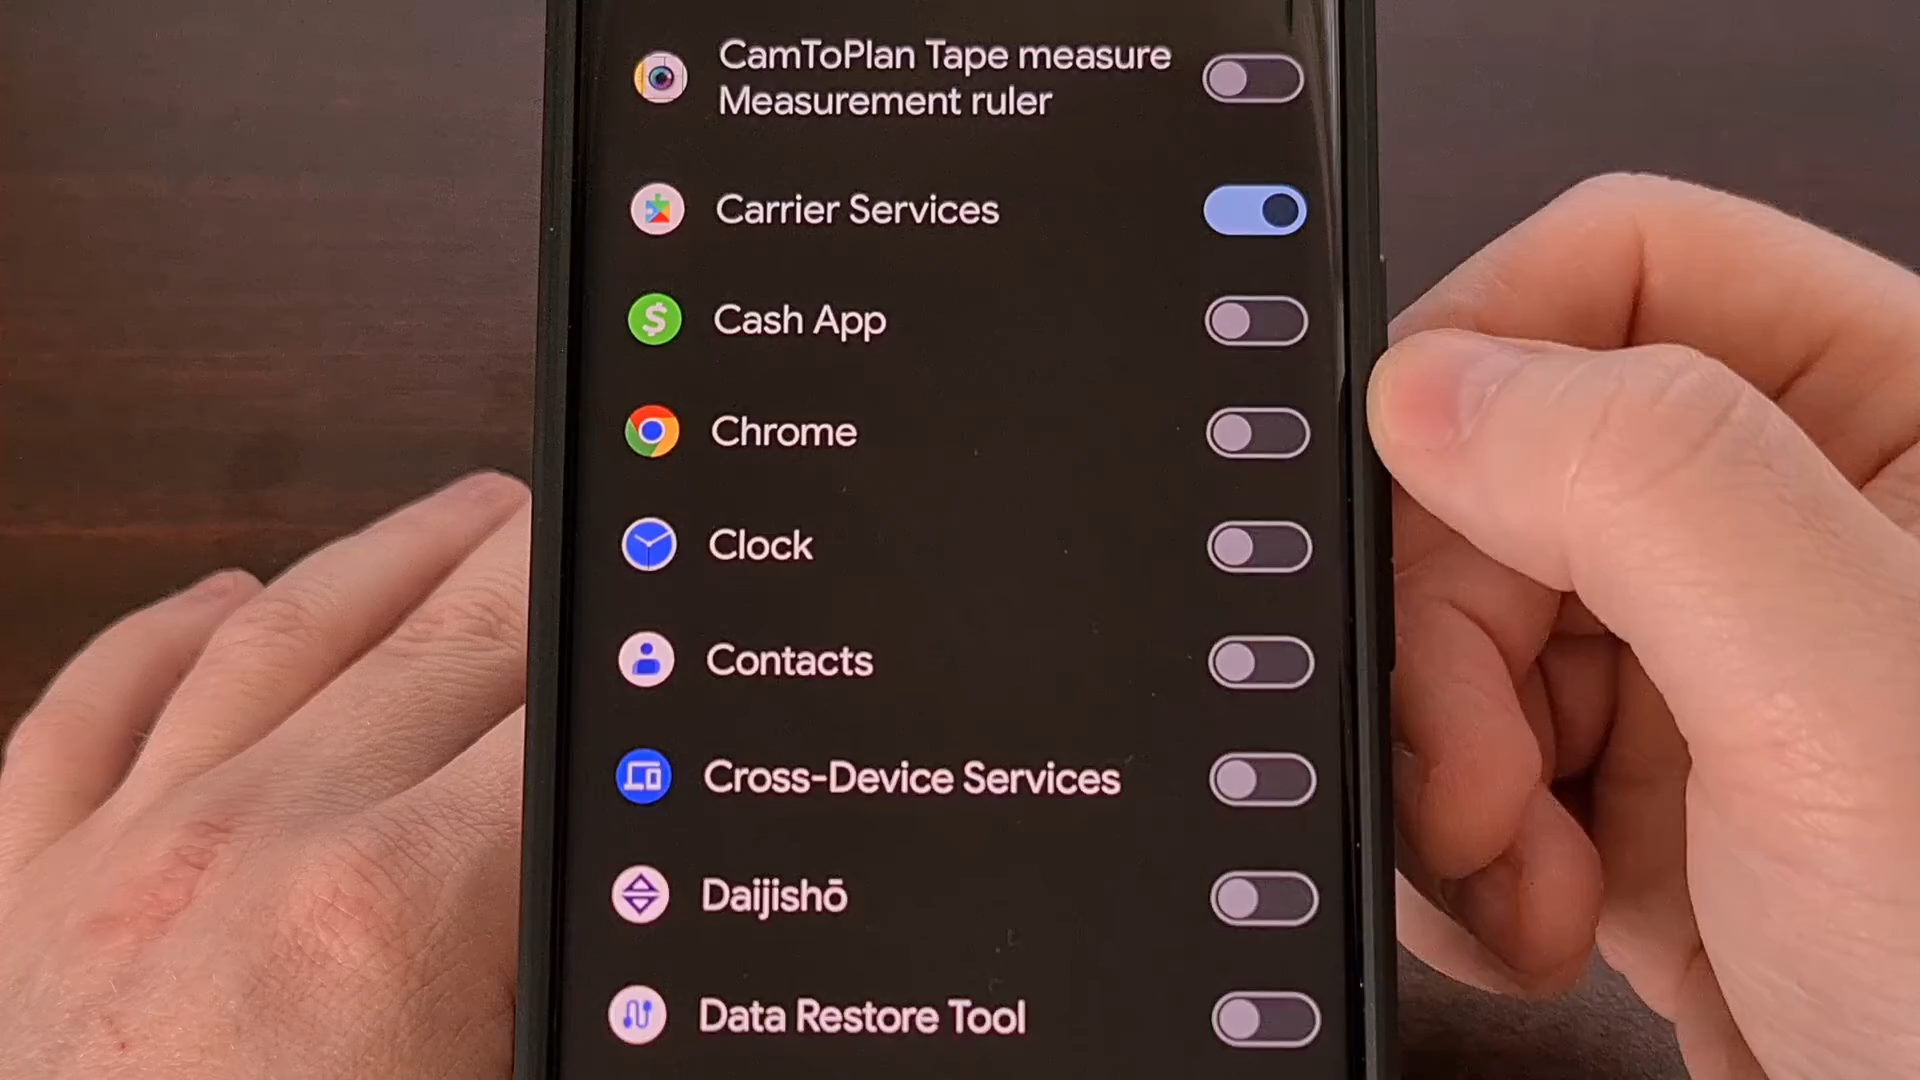 CamToPlan Tape measure
Measurement ruler
Carrier Services
Cash App
Chrome
Clock
Contacts
Cross-Device Services
Daijishō
Data Restore Tool